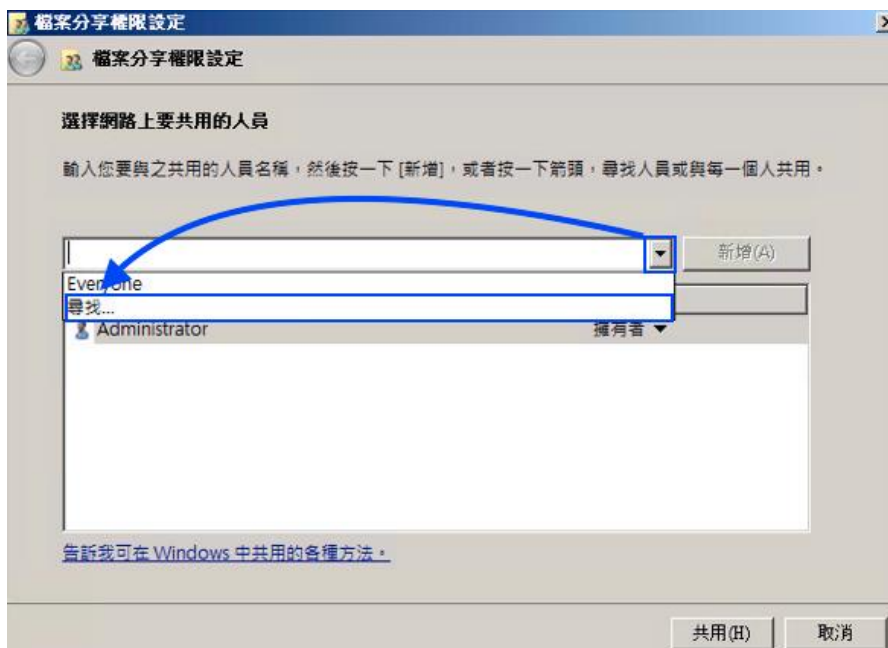 檔案分享權限設定
檔案分享權限設定
選擇網路上要共用的人員
輸入您要與之共用的人員名稱，然後按一下 [新增]，或者按一下箭頭，尋找人員或與每一個人共用。
新增(A)
Everyone
尋找...
Administrator 擁有者
告訴我可在 Windows 中共用的各種方法。
共用(H) 取消